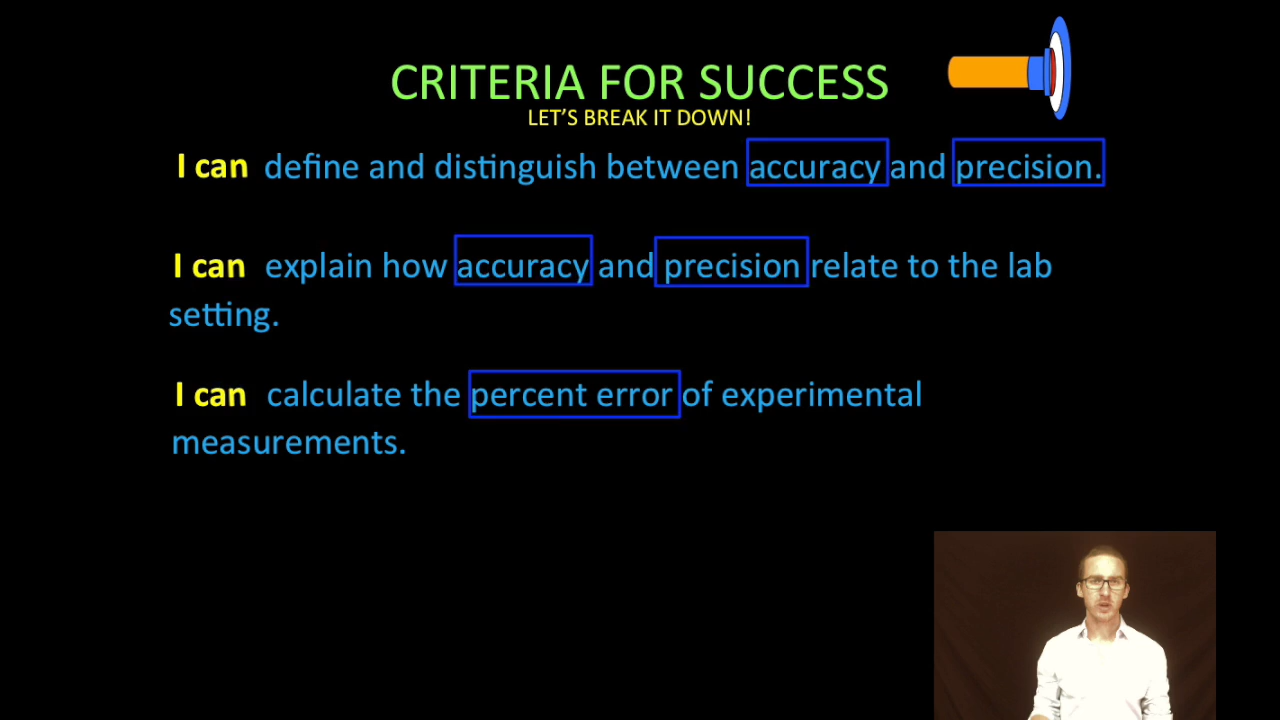 CRITERIA FOR SUCCESS
LET’S BREAK IT DOWN!
I can define and distinguish between accuracy and precision.
I can explain how accuracy and precision relate to the lab
setting.
I can calculate the percent error of experimental
measurements.